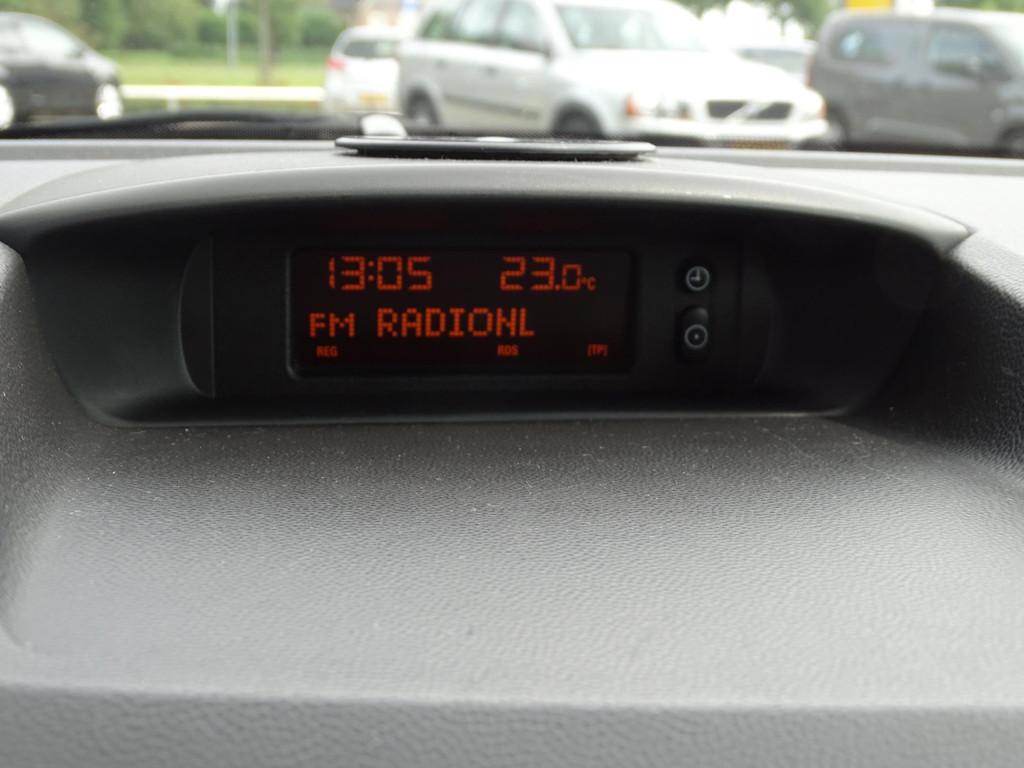 13:05 23.0°C
FM RADIONL
REG RDS [TP]